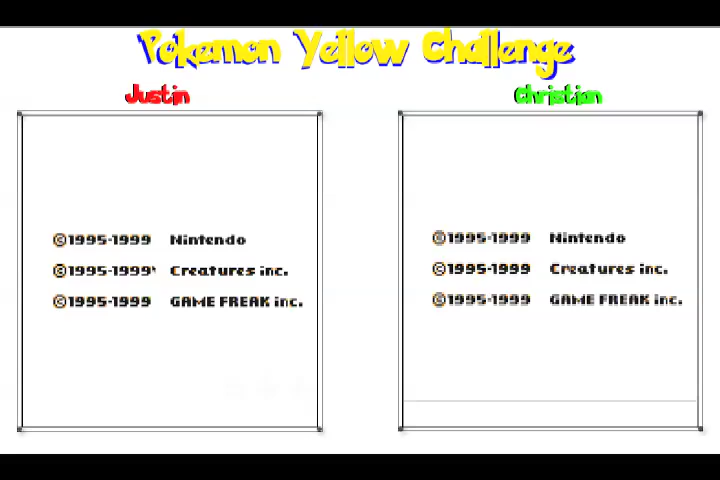 Pokemon Yellow Challenge
Justin
Christian
©1995-1999 Nintendo
©1995-1999 Creatures inc.
©1995-1999 GAME FREAK inc.
©1995-1999 Nintendo
©1995-1999 Creatures inc.
©1995-1999 GAME FREAK inc.